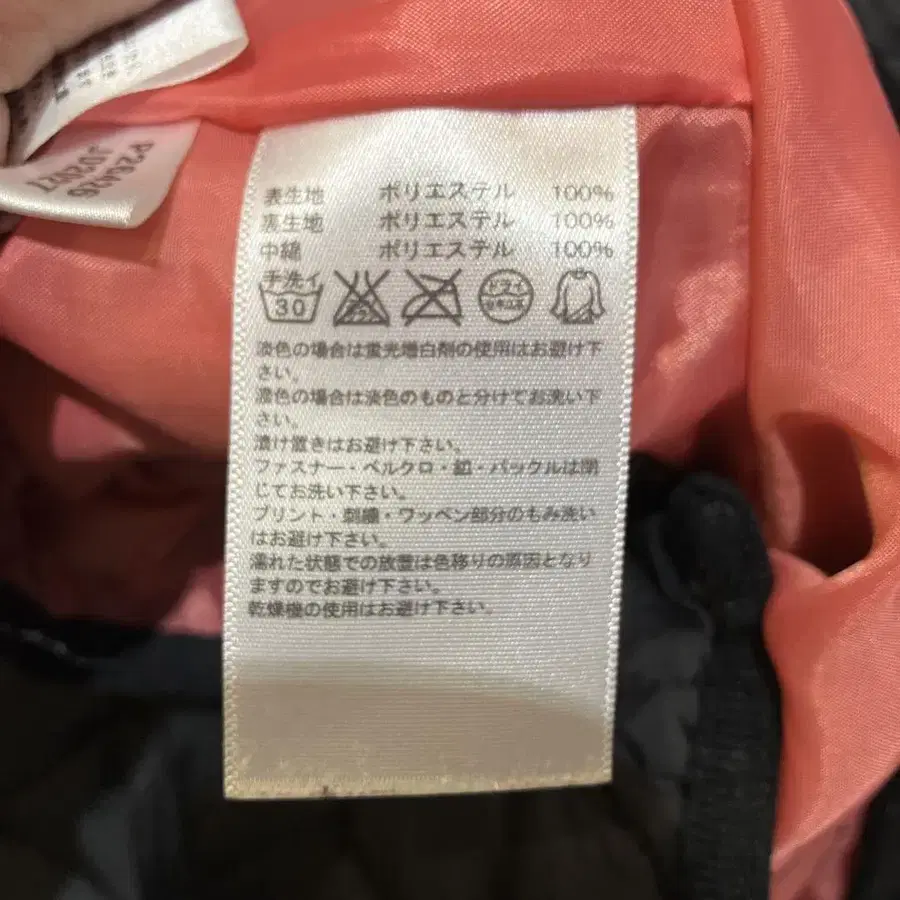 P26426
J02027
表生地 ポリエステル 100%
裏生地 ポリエステル 100%
中綿 ポリエステル 100%
手洗イ
30
ドライ
淡色の場合は蛍光増白剤の使用はお避け下
さい。
濃色の場合は淡色のものと分けてお洗い下
さい。
漬け置きはお避け下さい。
ファスナー・ベルクロ・釦・バックルは閉
じてお洗い下さい。
プリント・刺繍・ワッペン部分のもみ洗い
はお避け下さい。
濡れた状態での放置は色移りの原因となり
ますのでお避け下さい。
乾燥機の使用はお避け下さい。